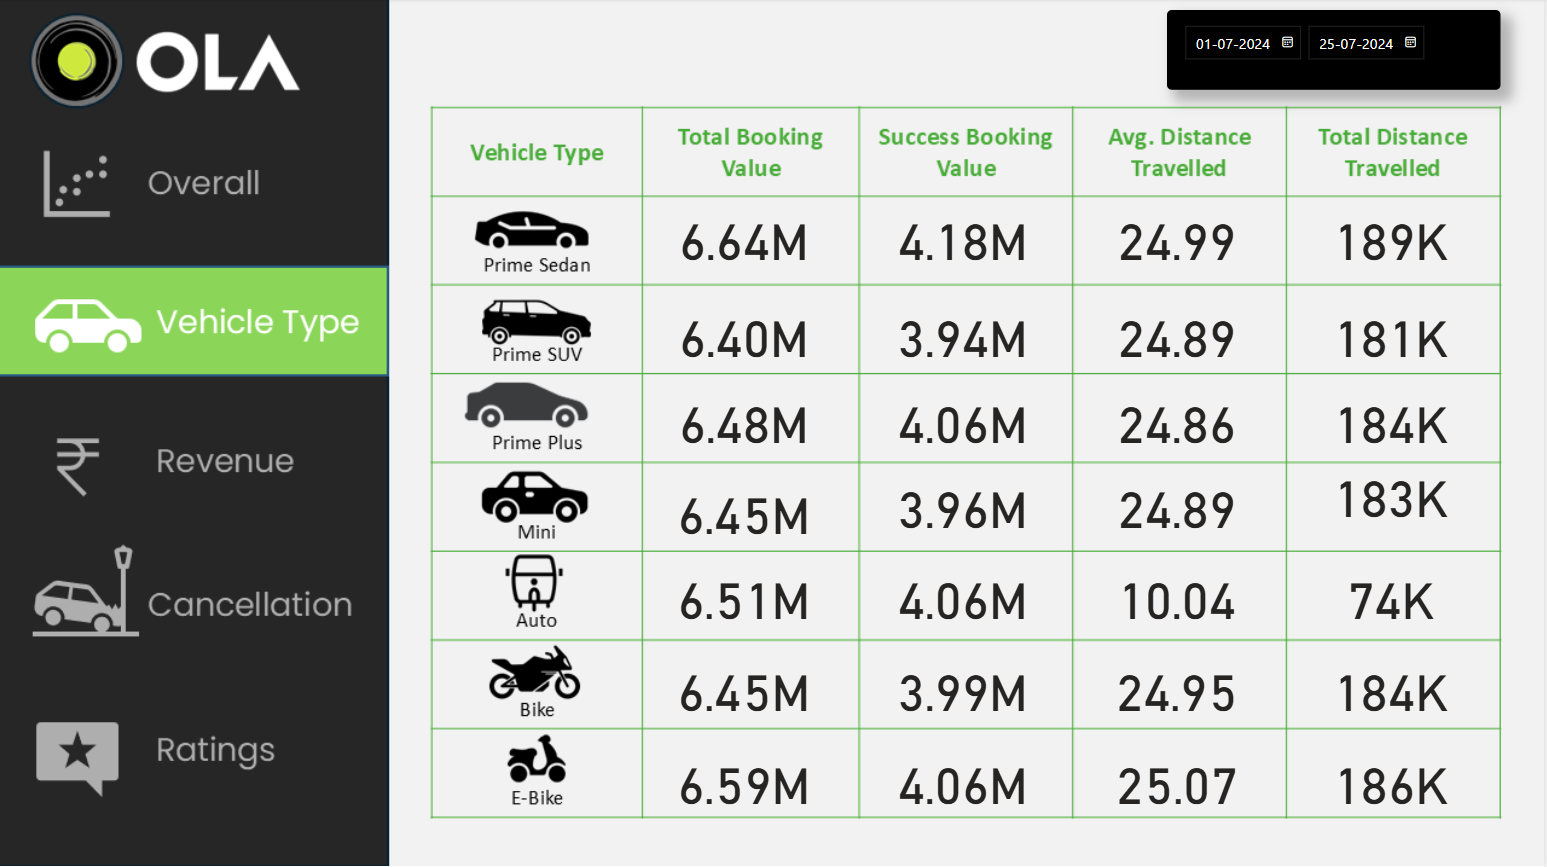 OLA
01-07-2024 25-07-2024
Overall
Vehicle Type
Revenue
Cancellation
Ratings
Vehicle Type
Total Booking
Value
Success Booking
Value
Avg. Distance
Travelled
Total Distance
Travelled
Prime Sedan
6.64M 4.18M 24.99 189K
Prime SUV
6.40M 3.94M 24.89 181K
Prime Plus
6.48M 4.06M 24.86 184K
Mini
6.45M 3.96M 24.89 183K
Auto
6.51M 4.06M 10.04 74K
Bike
6.45M 3.99M 24.95 184K
E-Bike
6.59M 4.06M 25.07 186K